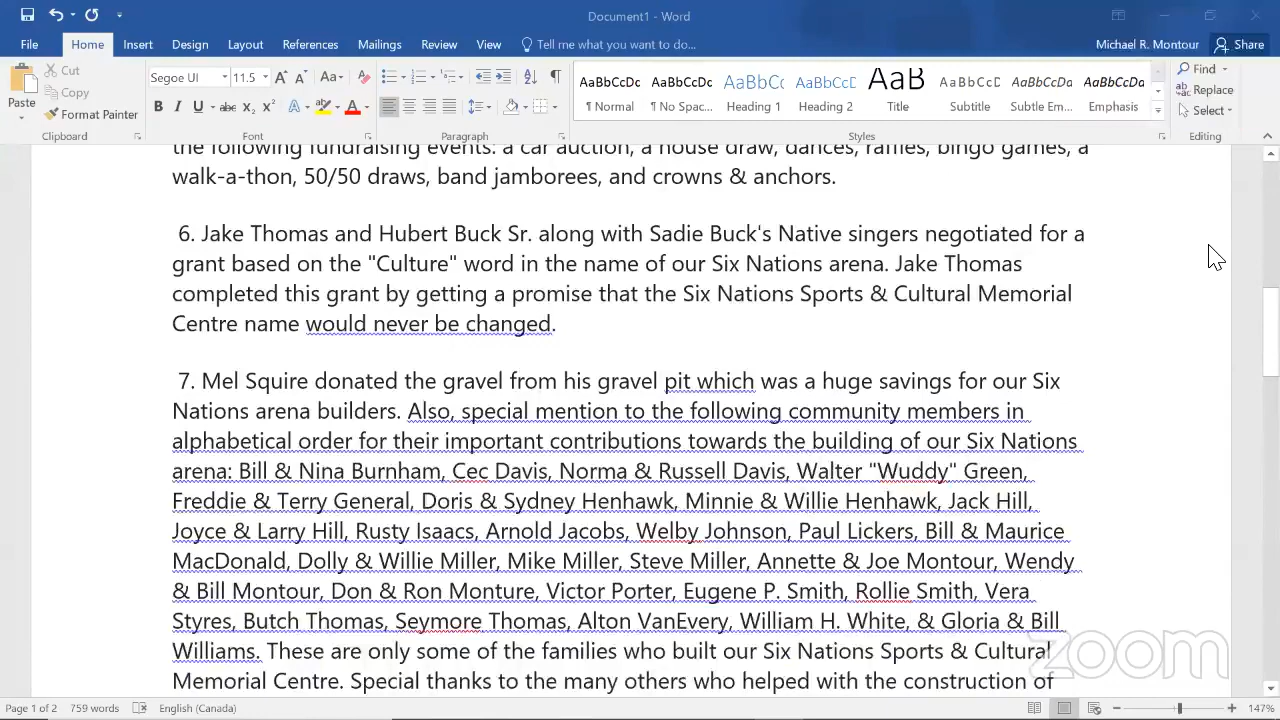 Document1 - Word
File Home Insert Design Layout References Mailings Review View Tell me what you want to do... Michael R. Montour Share
Paste
Cut
Copy
Format Painter
Clipboard
Segoe UI 11.5
Font
Paragraph
AaBbCcDc AaBbCcDc AaBbCc AaBbCcC AaB AaBbCcD AaBbCcDa AaBbCcDa
¶ Normal ¶ No Spac... Heading 1 Heading 2 Title Subtitle Subtle Em... Emphasis
Styles
Find
Replace
Select
Editing
the following fundraising events: a car auction, a house draw, dances, raffles, bingo games, a
walk-a-thon, 50/50 draws, band jamborees, and crowns & anchors.
6. Jake Thomas and Hubert Buck Sr. along with Sadie Buck's Native singers negotiated for a
grant based on the "Culture" word in the name of our Six Nations arena. Jake Thomas
completed this grant by getting a promise that the Six Nations Sports & Cultural Memorial
Centre name would never be changed.
7. Mel Squire donated the gravel from his gravel pit which was a huge savings for our Six
Nations arena builders. Also, special mention to the following community members in
alphabetical order for their important contributions towards the building of our Six Nations
arena: Bill & Nina Burnham, Cec Davis, Norma & Russell Davis, Walter "Wuddy" Green,
Freddie & Terry General, Doris & Sydney Henhawk, Minnie & Willie Henhawk, Jack Hill,
Joyce & Larry Hill, Rusty Isaacs, Arnold Jacobs, Welby Johnson, Paul Lickers, Bill & Maurice
MacDonald, Dolly & Willie Miller, Mike Miller, Steve Miller, Annette & Joe Montour, Wendy
& Bill Montour, Don & Ron Monture, Victor Porter, Eugene P. Smith, Rollie Smith, Vera
Styres, Butch Thomas, Seymore Thomas, Alton VanEvery, William H. White, & Gloria & Bill
Williams. These are only some of the families who built our Six Nations Sports & Cultural
Memorial Centre. Special thanks to the many others who helped with the construction of
zoom
Page 1 of 2 759 words English (Canada) 147%